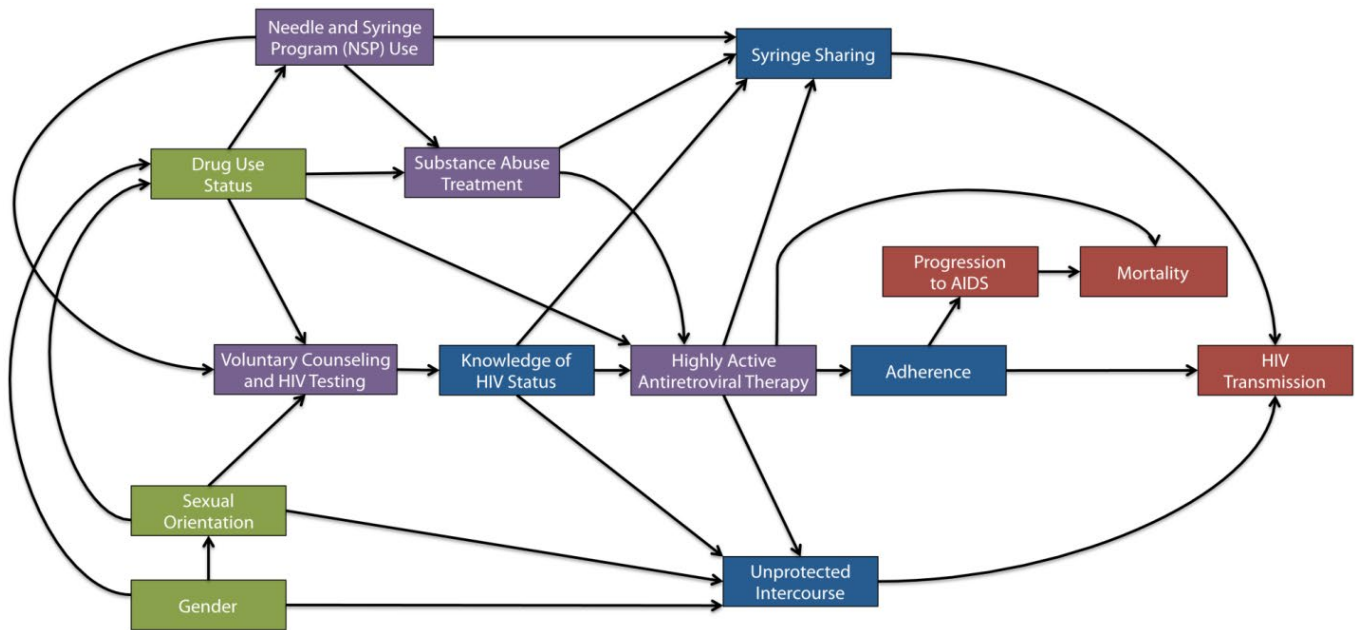 Needle and Syringe
Program (NSP) Use
Syringe Sharing
Drug Use
Status
Substance Abuse
Treatment
Progression
to AIDS
Mortality
Voluntary Counseling
and HIV Testing
Knowledge of
HIV Status
Highly Active
Antiretroviral Therapy
Adherence
HIV
Transmission
Sexual
Orientation
Unprotected
Intercourse
Gender